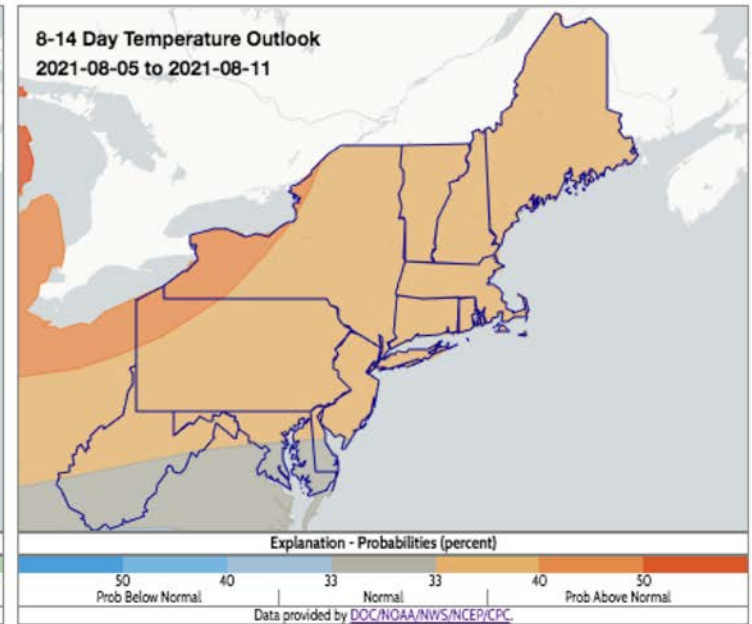 8-14 Day Temperature Outlook
2021-08-05 to 2021-08-11
Explanation - Probabilities (percent)
50 40 33 33 40 50
Prob Below Normal | Normal | Prob Above Normal
Data provided by DOC/NOAA/NWS/NCEP/CPC.